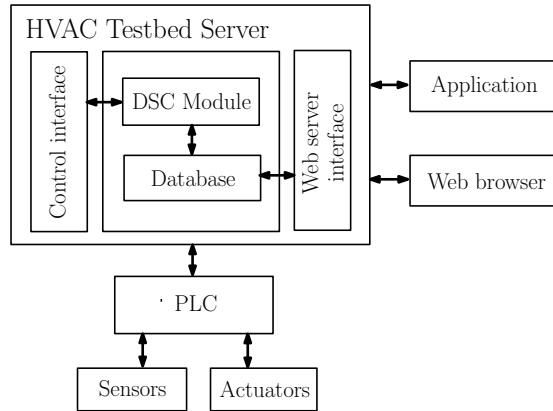 HVAC Testbed Server
Control interface
DSC Module
Database
Web server
interface
Application
Web browser
PLC
Sensors
Actuators